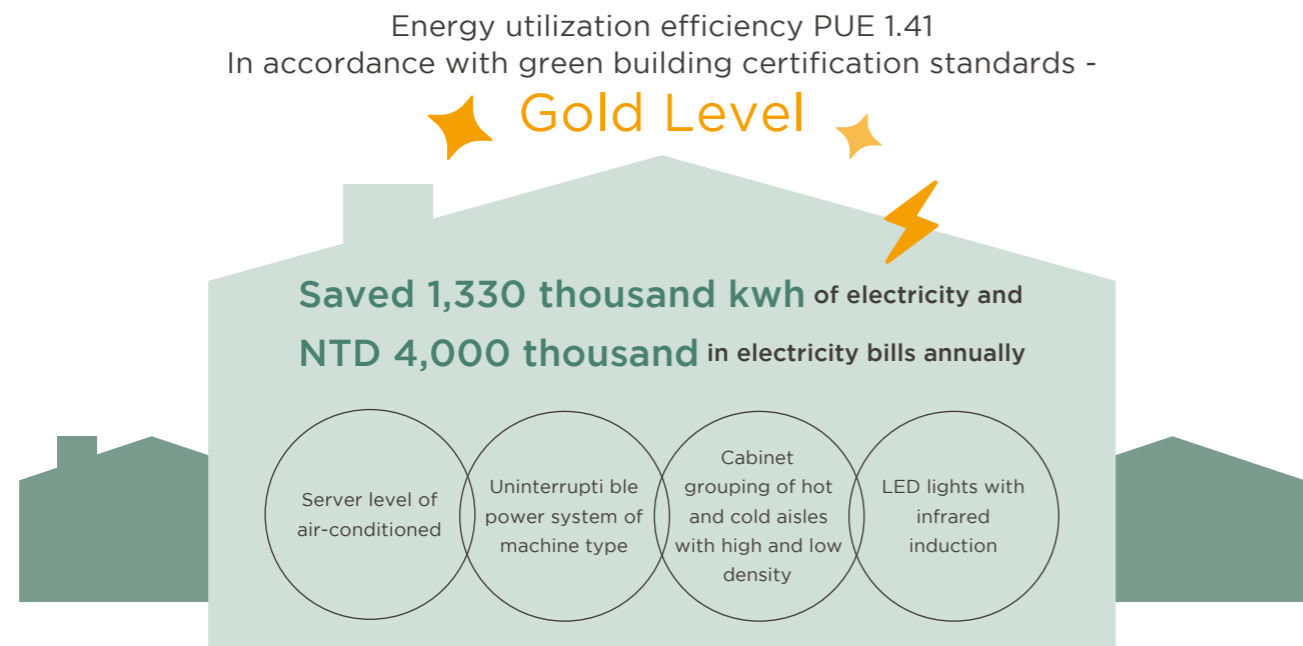 Energy utilization efficiency PUE 1.41
In accordance with green building certification standards -
Gold Level
Saved 1,330 thousand kwh of electricity and
NTD 4,000 thousand in electricity bills annually
Server level of
air-conditioned
Uninterrupti ble
power system of
machine type
Cabinet
grouping of hot
and cold aisles
with high and low
density
LED lights with
infrared
induction